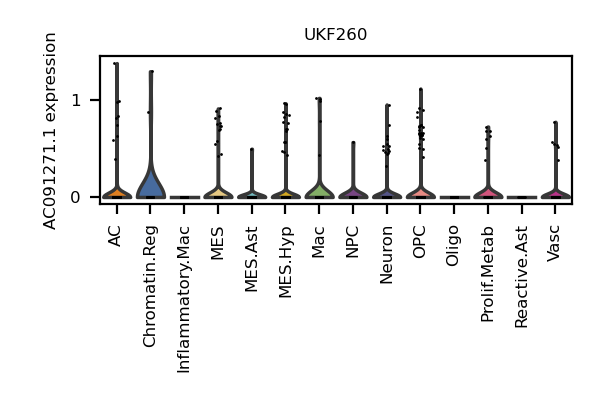 UKF260
AC091271.1 expression
1
0
AC
Chromatin.Reg
Inflammatory.Mac
MES
MES.Ast
MES.Hyp
Mac
NPC
Neuron
OPC
Oligo
Prolif.Metab
Reactive.Ast
Vasc